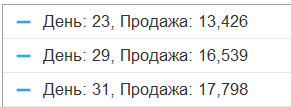 День: 23, Продажа: 13,426
День: 29, Продажа: 16,539
День: 31, Продажа: 17,798